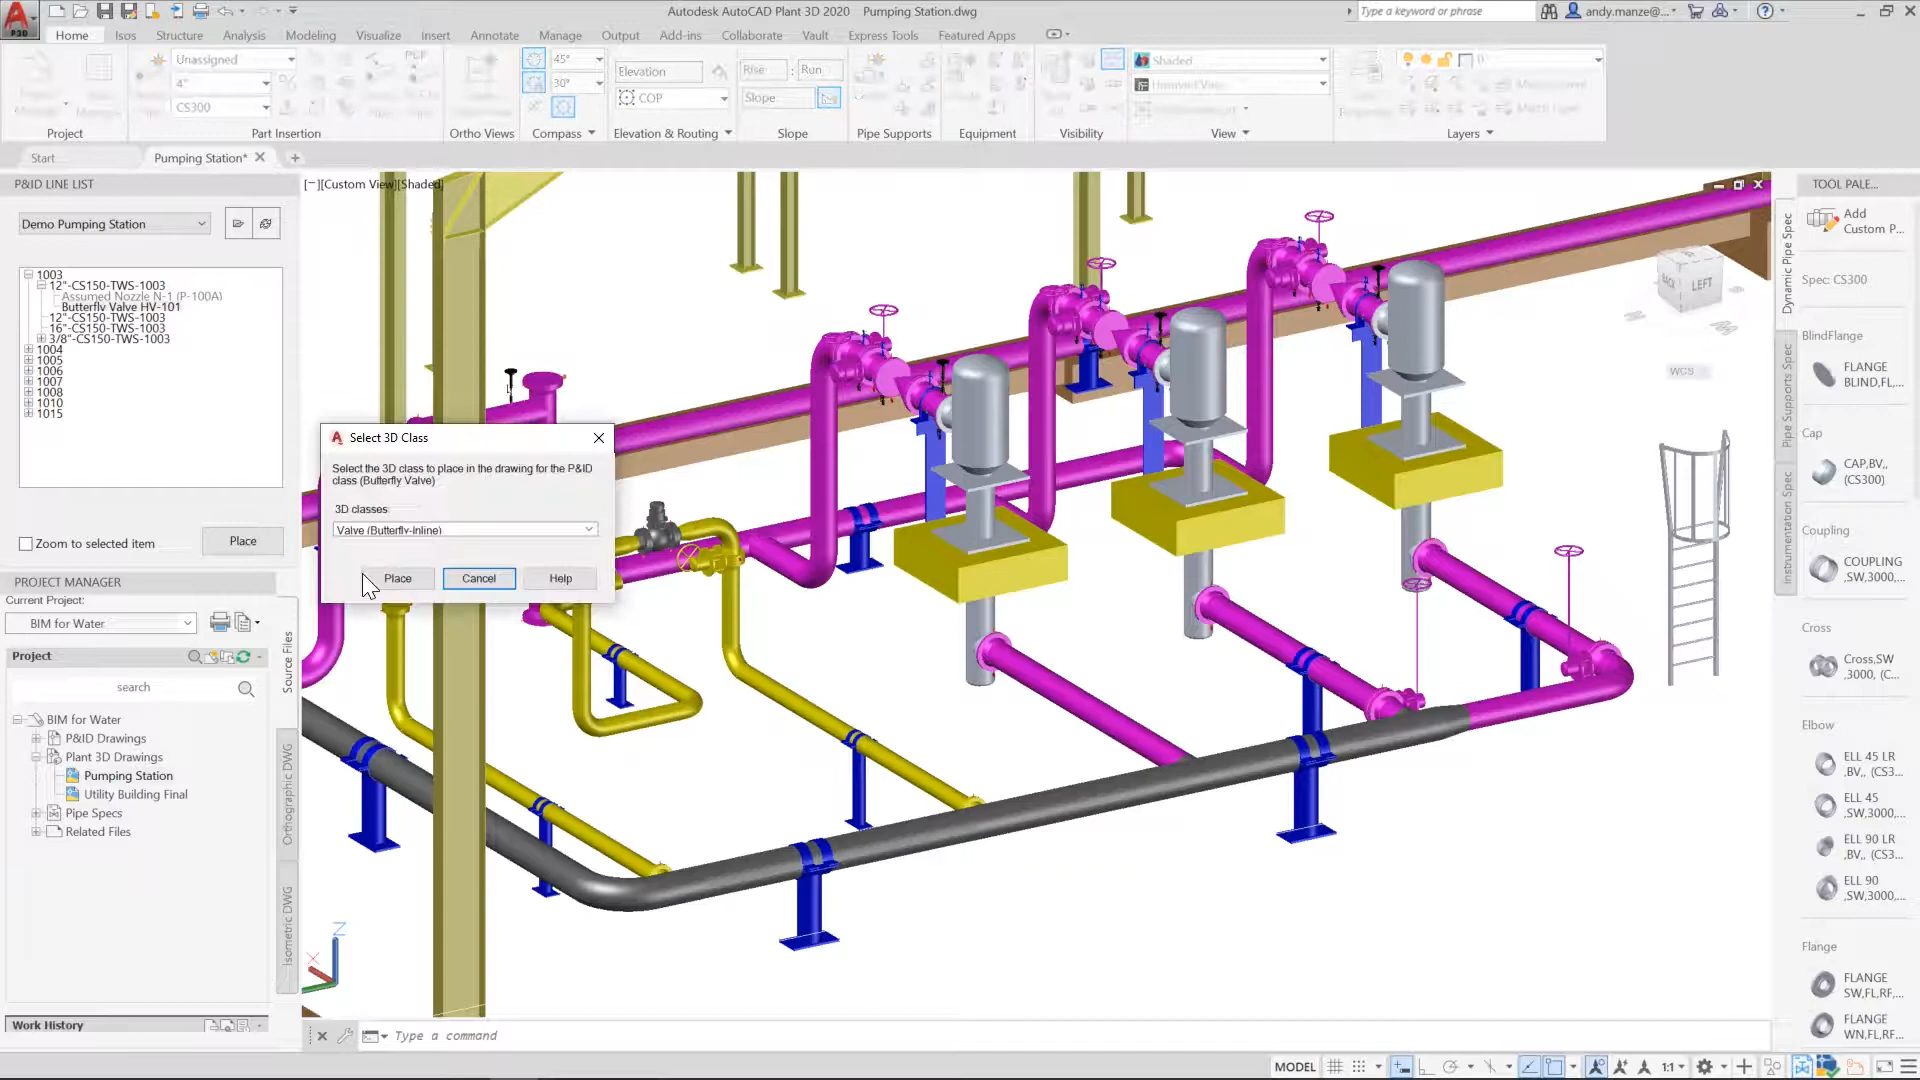 Autodesk AutoCAD Plant 3D 2020 Pumping Station.dwg
Type a keyword or phrase
andy.manze@...
P3D
Home Isos Structure Analysis Modeling Visualize Insert Annotate Manage Output Add-ins Collaborate Vault Express Tools Featured Apps
Unassigned
4"
CS300
45°
30°
Elevation
COP
Rise : Run
Slope
Shaded
Project Part Insertion Ortho Views Compass Elevation & Routing Slope Pipe Supports Equipment Visibility View Layers
Start Pumping Station*
P&ID LINE LIST
Demo Pumping Station
1003
12"-CS150-TWS-1003
Assumed Nozzle N-1 (P-100A)
Butterfly Valve HV-101
12"-CS150-TWS-1003
16"-CS150-TWS-1003
3/8"-CS150-TWS-1003
1004
1005
1006
1007
1008
1010
1015
Zoom to selected item
Place
PROJECT MANAGER
Current Project:
BIM for Water
Project
search
BIM for Water
P&ID Drawings
Plant 3D Drawings
Pumping Station
Utility Building Final
Pipe Specs
Related Files
Work History
Source Files
Orthographic DWG
Isometric DWG
[−][Custom View][Shaded]
Select 3D Class
Select the 3D class to place in the drawing for the P&ID
class (Butterfly Valve)
3D classes
Valve (Butterfly-Inline)
Place Cancel Help
BACK LEFT
WCS
Z
X
Type a command
MODEL
1:1
TOOL PALE...
Dynamic Pipe Spec
Pipe Supports Spec
Instrumentation Spec
Add
Custom P...
Spec: CS300
BlindFlange
FLANGE
BLIND,FL,...
Cap
CAP,BV,,
(CS300)
Coupling
COUPLING
,SW,3000,...
Cross
Cross,SW
,3000, (C...
Elbow
ELL 45 LR
,BV,, (CS3...
ELL 45
,SW,3000,...
ELL 90 LR
,BV,, (CS3...
ELL 90
,SW,3000,...
Flange
FLANGE
SW,FL,RF,...
FLANGE
WN,FL,RF...